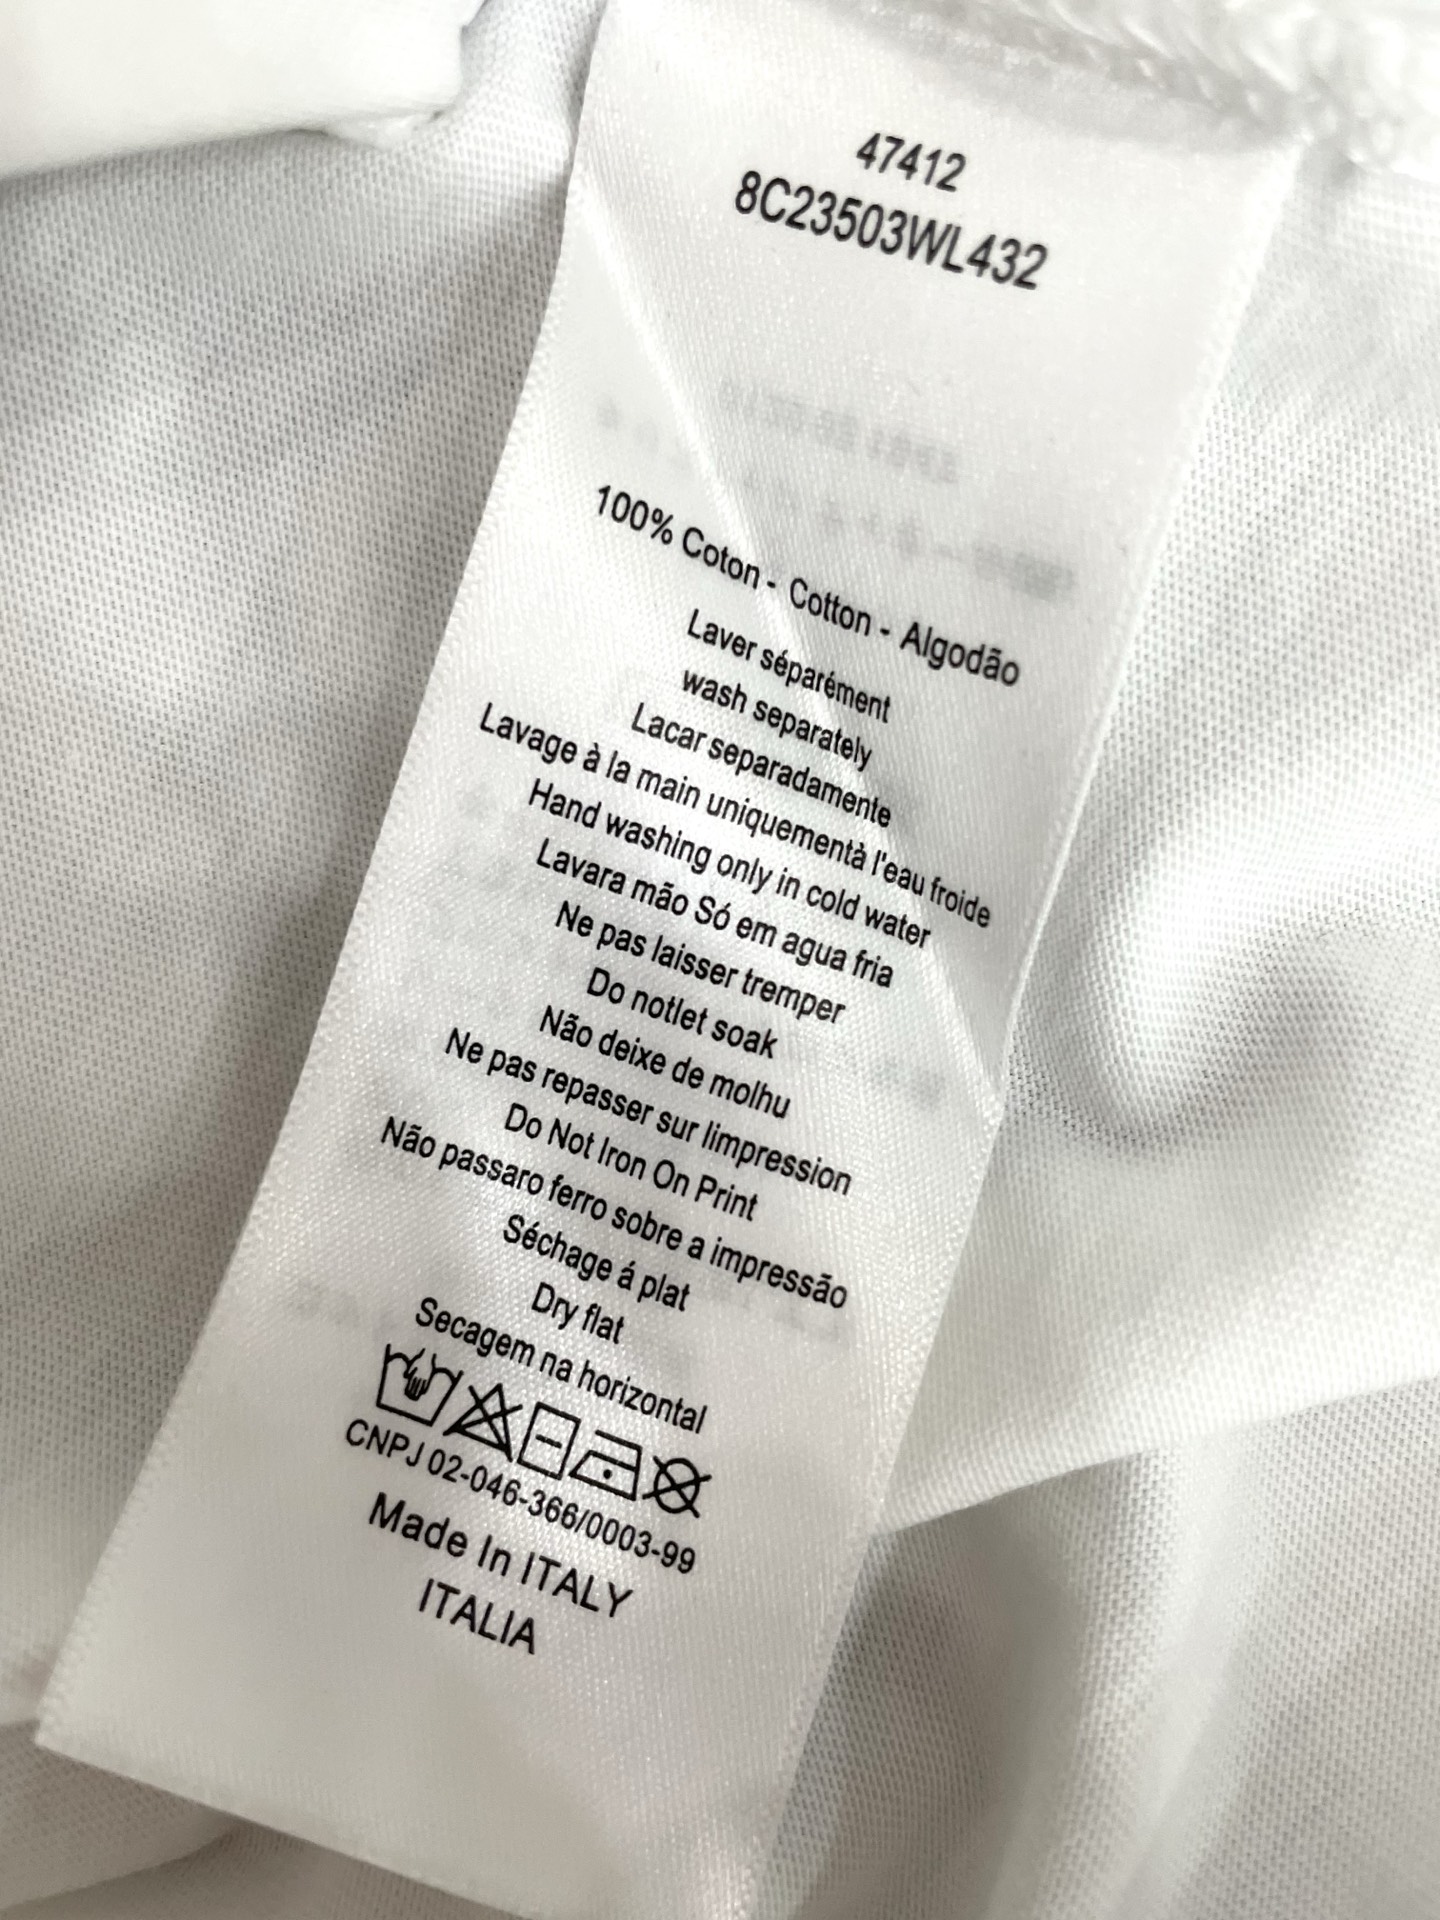 47412
8C23503WL432
100% Coton - Cotton - Algodão
Laver séparément
wash separately
Lacar separadamente
Lavage à la main uniquementà l'eau froide
Hand washing only in cold water
Lavara mão Só em agua fria
Ne pas laisser tremper
Do notlet soak
Não deixe de molhu
Ne pas repasser sur limpression
Do Not Iron On Print
Não passaro ferro sobre a impressão
Séchage á plat
Dry flat
Secagem na horizontal
CNPJ 02-046-366/0003-99
Made In ITALY
ITALIA